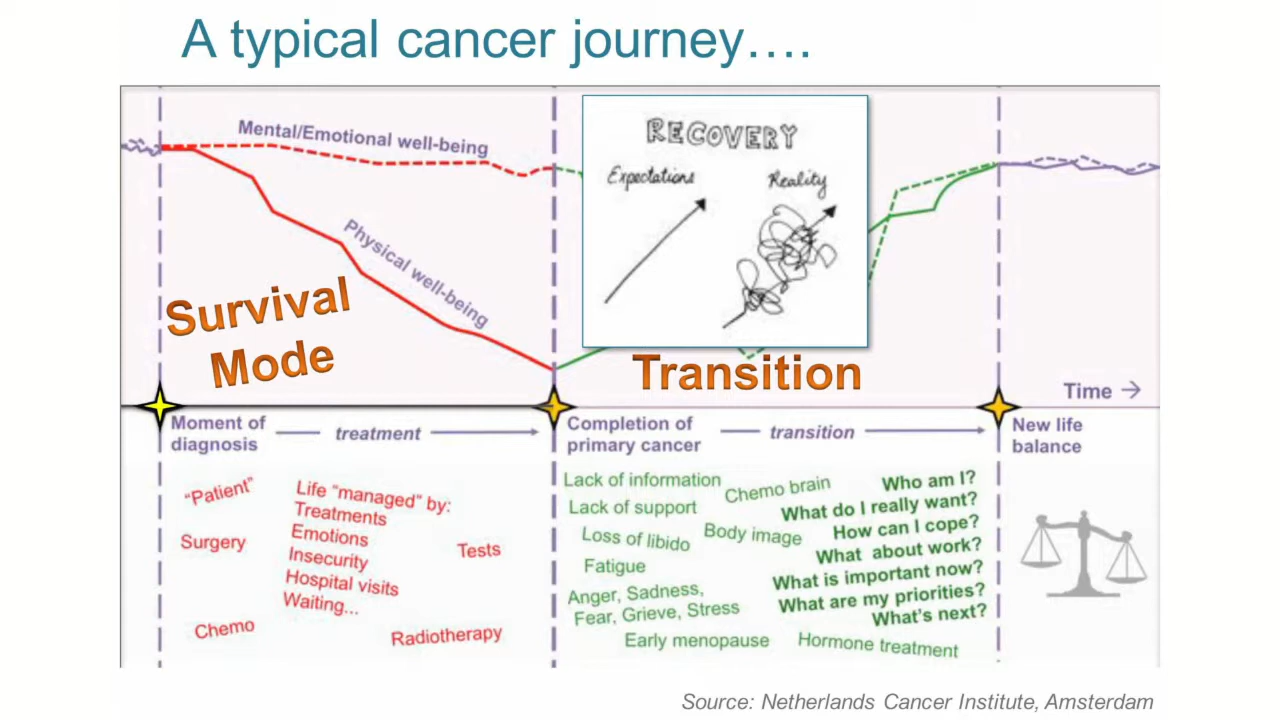 A typical cancer journey….
Mental/Emotional well-being
Physical well-being
RECOVERY
Expectations
Reality
Survival
Mode
Transition
Time →
Moment of
diagnosis
treatment
Completion of
primary cancer
transition
New life
balance
“Patient”
Surgery
Chemo
Life “managed” by:
Treatments
Emotions
Insecurity
Hospital visits
Waiting...
Tests
Radiotherapy
Lack of information
Lack of support
Loss of libido
Fatigue
Anger, Sadness,
Fear, Grieve, Stress
Early menopause
Chemo brain
Body image
Hormone treatment
Who am I?
What do I really want?
How can I cope?
What about work?
What is important now?
What are my priorities?
What's next?
Source: Netherlands Cancer Institute, Amsterdam